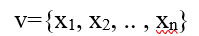 v={x₁, x₂, .. , xₙ}